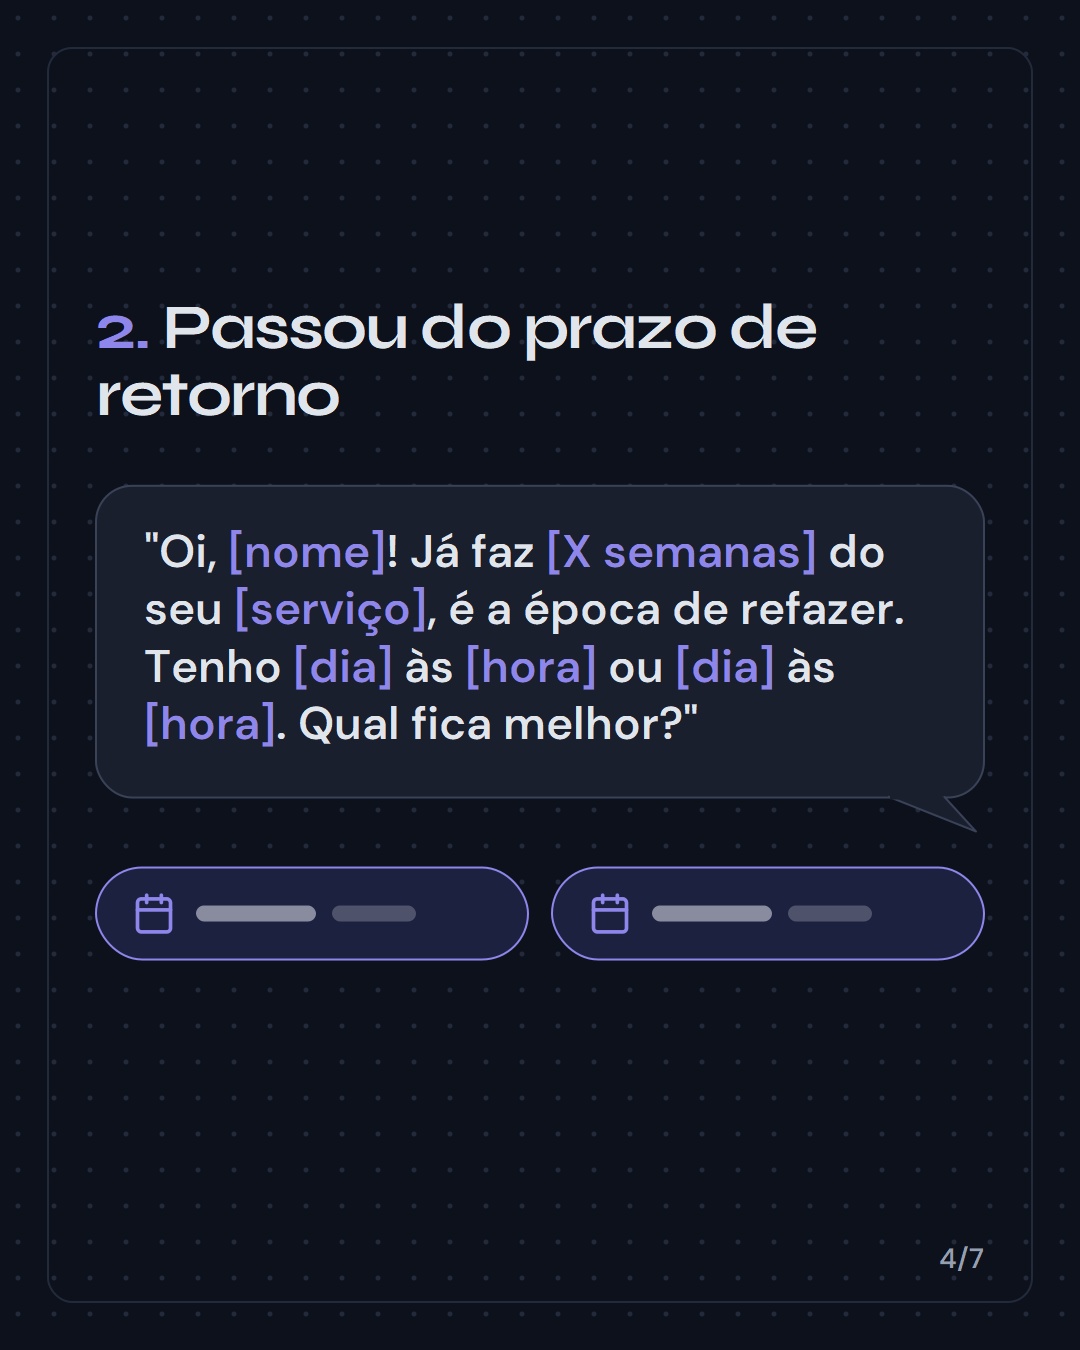 2. Passou do prazo de
retorno
"Oi, [nome]! Já faz [X semanas] do
seu [serviço], é a época de refazer.
Tenho [dia] às [hora] ou [dia] às
[hora]. Qual fica melhor?"
4/7